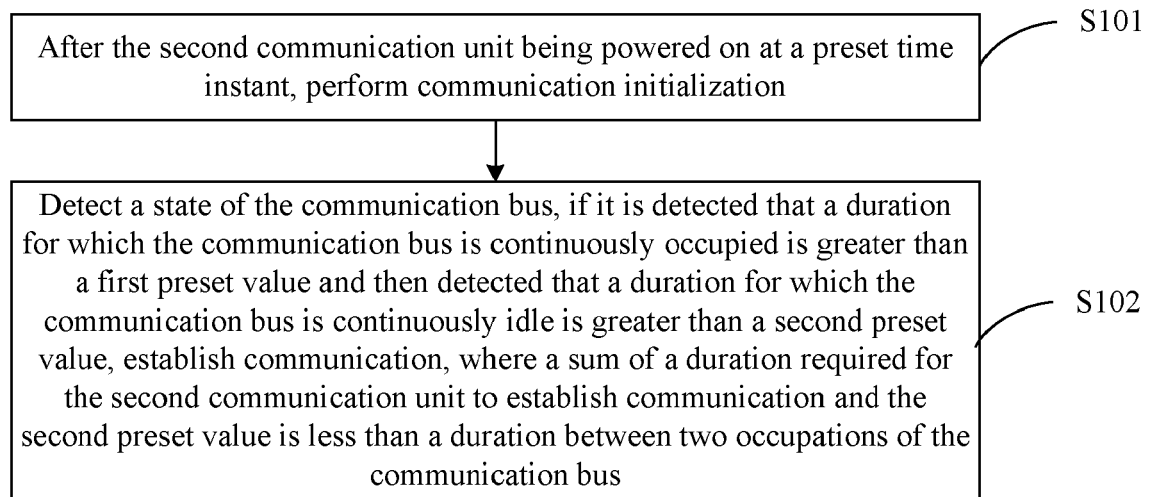 S101
After the second communication unit being powered on at a preset time
instant, perform communication initialization
Detect a state of the communication bus, if it is detected that a duration
for which the communication bus is continuously occupied is greater than
a first preset value and then detected that a duration for which the
communication bus is continuously idle is greater than a second preset
value, establish communication, where a sum of a duration required for
the second communication unit to establish communication and the
second preset value is less than a duration between two occupations of the
communication bus
S102